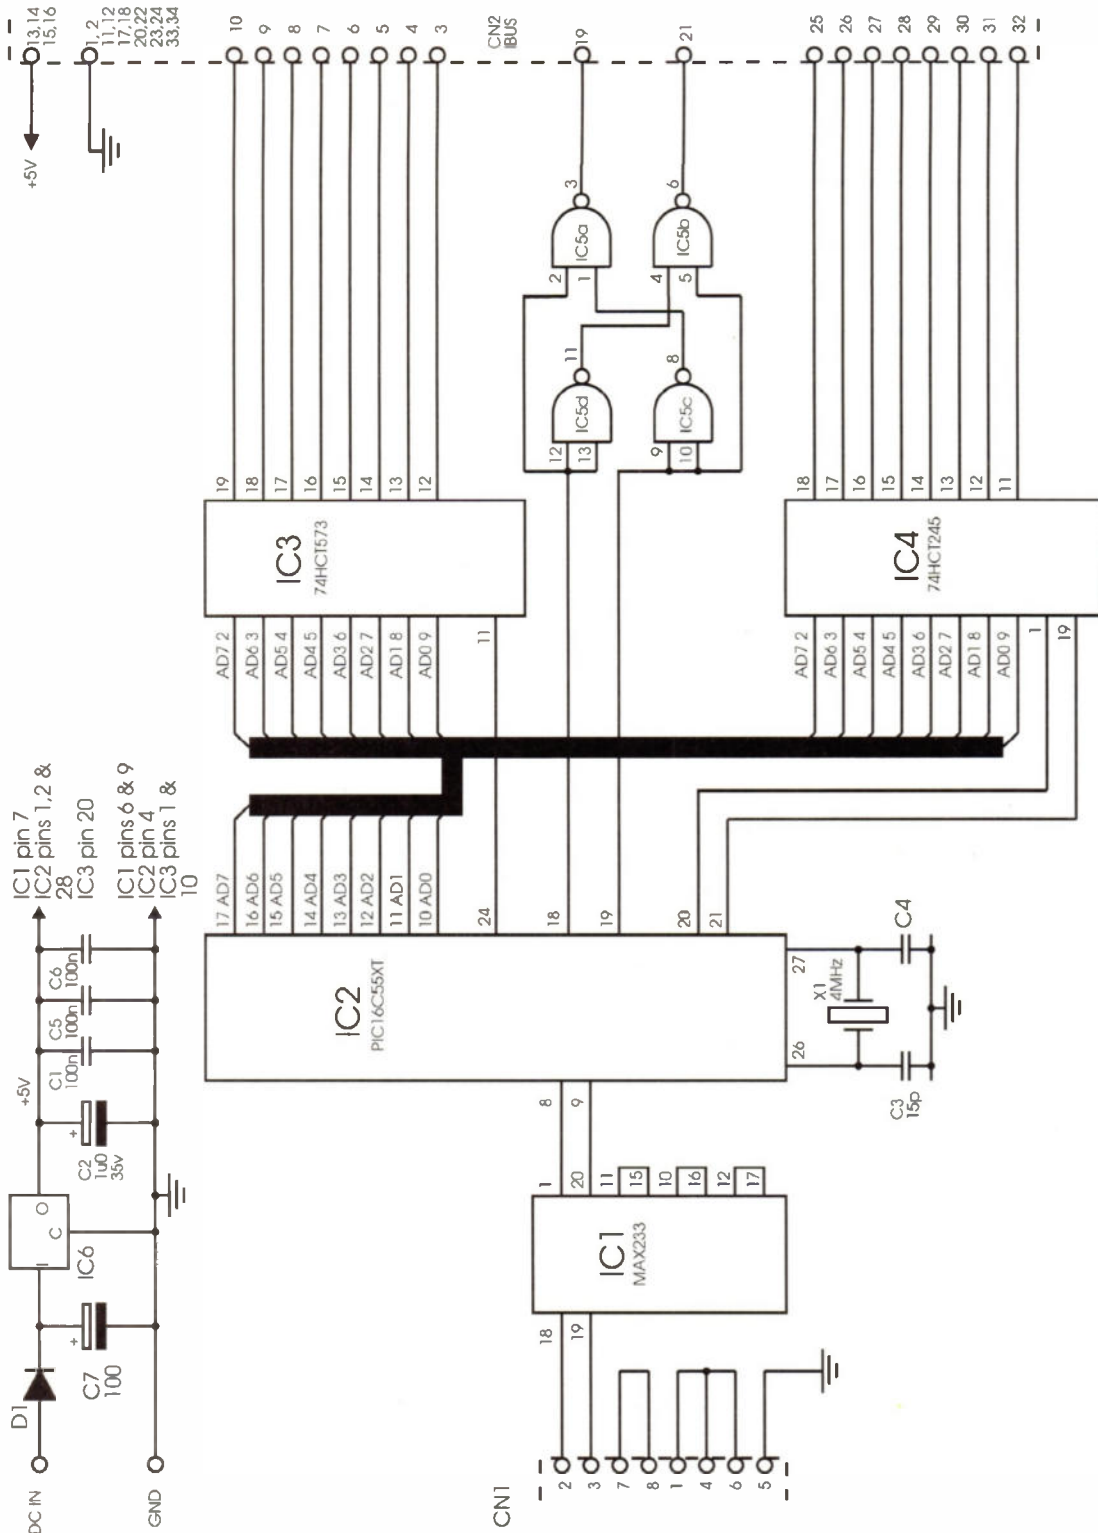 +5V
13,14
15,16
1, 2
11,12
17,18
20,22
23,24
33,34
10
9
8
7
6
5
4
3
CN2
IBUS
19
21
25
26
27
28
29
30
31
32
3
IC5a
2
1
6
IC5b
4
5
11
IC5d
12
13
8
IC5c
9
10
19
18
17
16
15
14
13
12
IC3
74HCT573
AD7 2
AD6 3
AD5 4
AD4 5
AD3 6
AD2 7
AD1 8
AD0 9
11
18
17
16
15
14
13
12
11
IC4
74HCT245
AD7 2
AD6 3
AD5 4
AD4 5
AD3 6
AD2 7
AD1 8
AD0 9
1
19
IC1 pin 7
IC2 pins 1,2 &
28
IC3 pin 20
IC1 pins 6 & 9
IC2 pin 4
IC3 pins 1 &
10
17 AD7
16 AD6
15 AD5
14 AD4
13 AD3
12 AD2
11 AD1
10 AD0
24
18
19
20
21
IC2
PIC16C55XT
8
9
26
27
X1
4MHz
C3
15p
C4
C6
100n
C5
100n
C1
100n
+5V
C2
1u0
35v
+
I
O
C
IC6
C7
100
+
D1
DC IN
GND
1
20
11
15
10
16
12
17
IC1
MAX233
18
19
CN1
2
3
7
8
1
4
6
5